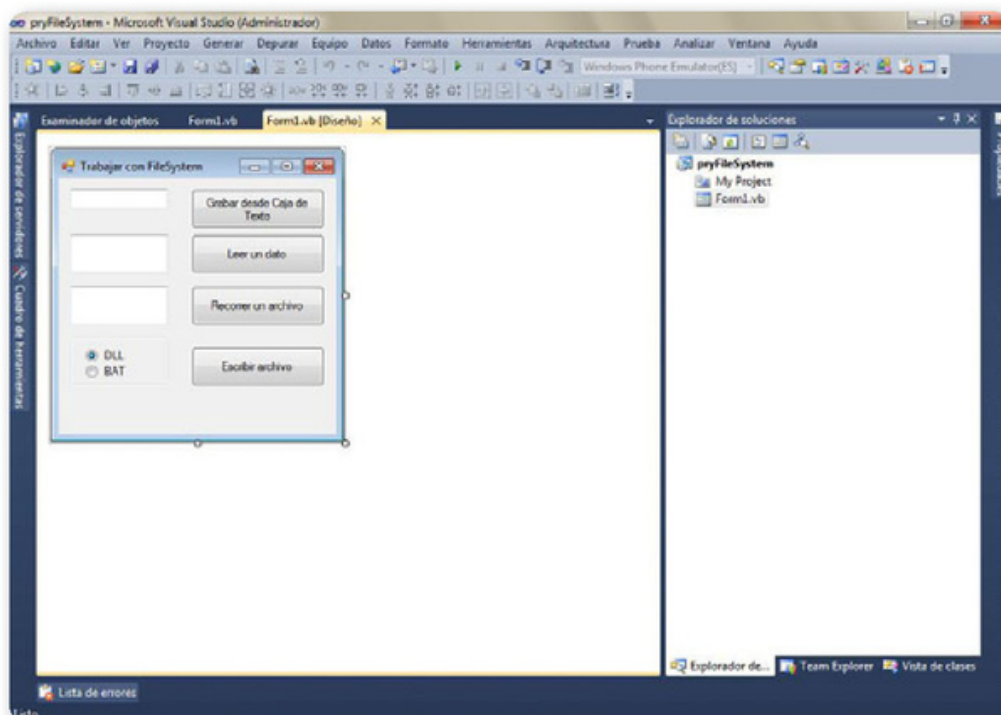 pryFileSystem - Microsoft Visual Studio (Administrador)
Archivo Editar Ver Proyecto Generar Depurar Equipo Datos Formato Herramientas Arquitectura Prueba Analizar Ventana Ayuda
Windows Phone Emulator(ES)
Examinador de objetos Form1.vb Form1.vb [Diseño]
Explorador de soluciones
Explorador de servidores
Cuadro de herramientas
Trabajar con FileSystem
Grabar desde Caja de
Texto
Leer un dato
Recorrer un archivo
DLL
BAT
Escribir archivo
pryFileSystem
My Project
Form1.vb
Explorador de... Team Explorer Vista de clases
Lista de errores
Listo